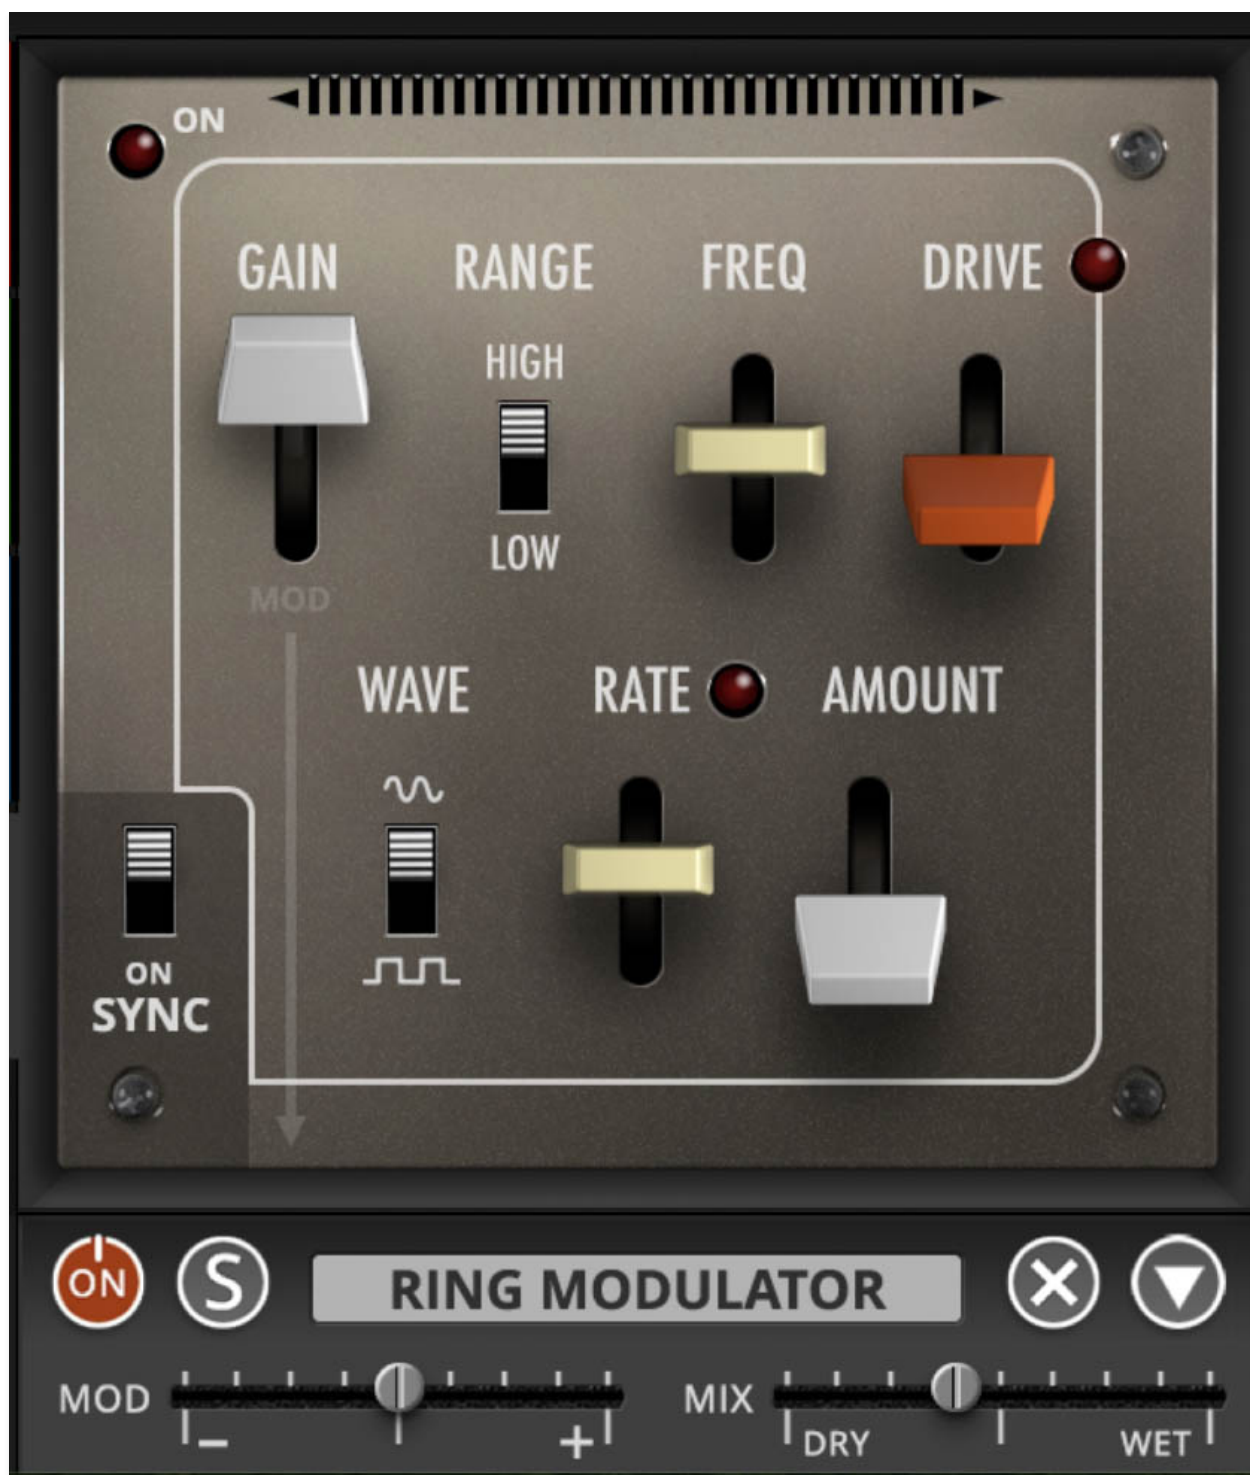 ON
GAIN RANGE FREQ DRIVE
HIGH
LOW
MOD
WAVE RATE AMOUNT
ON
SYNC
ON S RING MODULATOR
MOD MIX
- + DRY WET